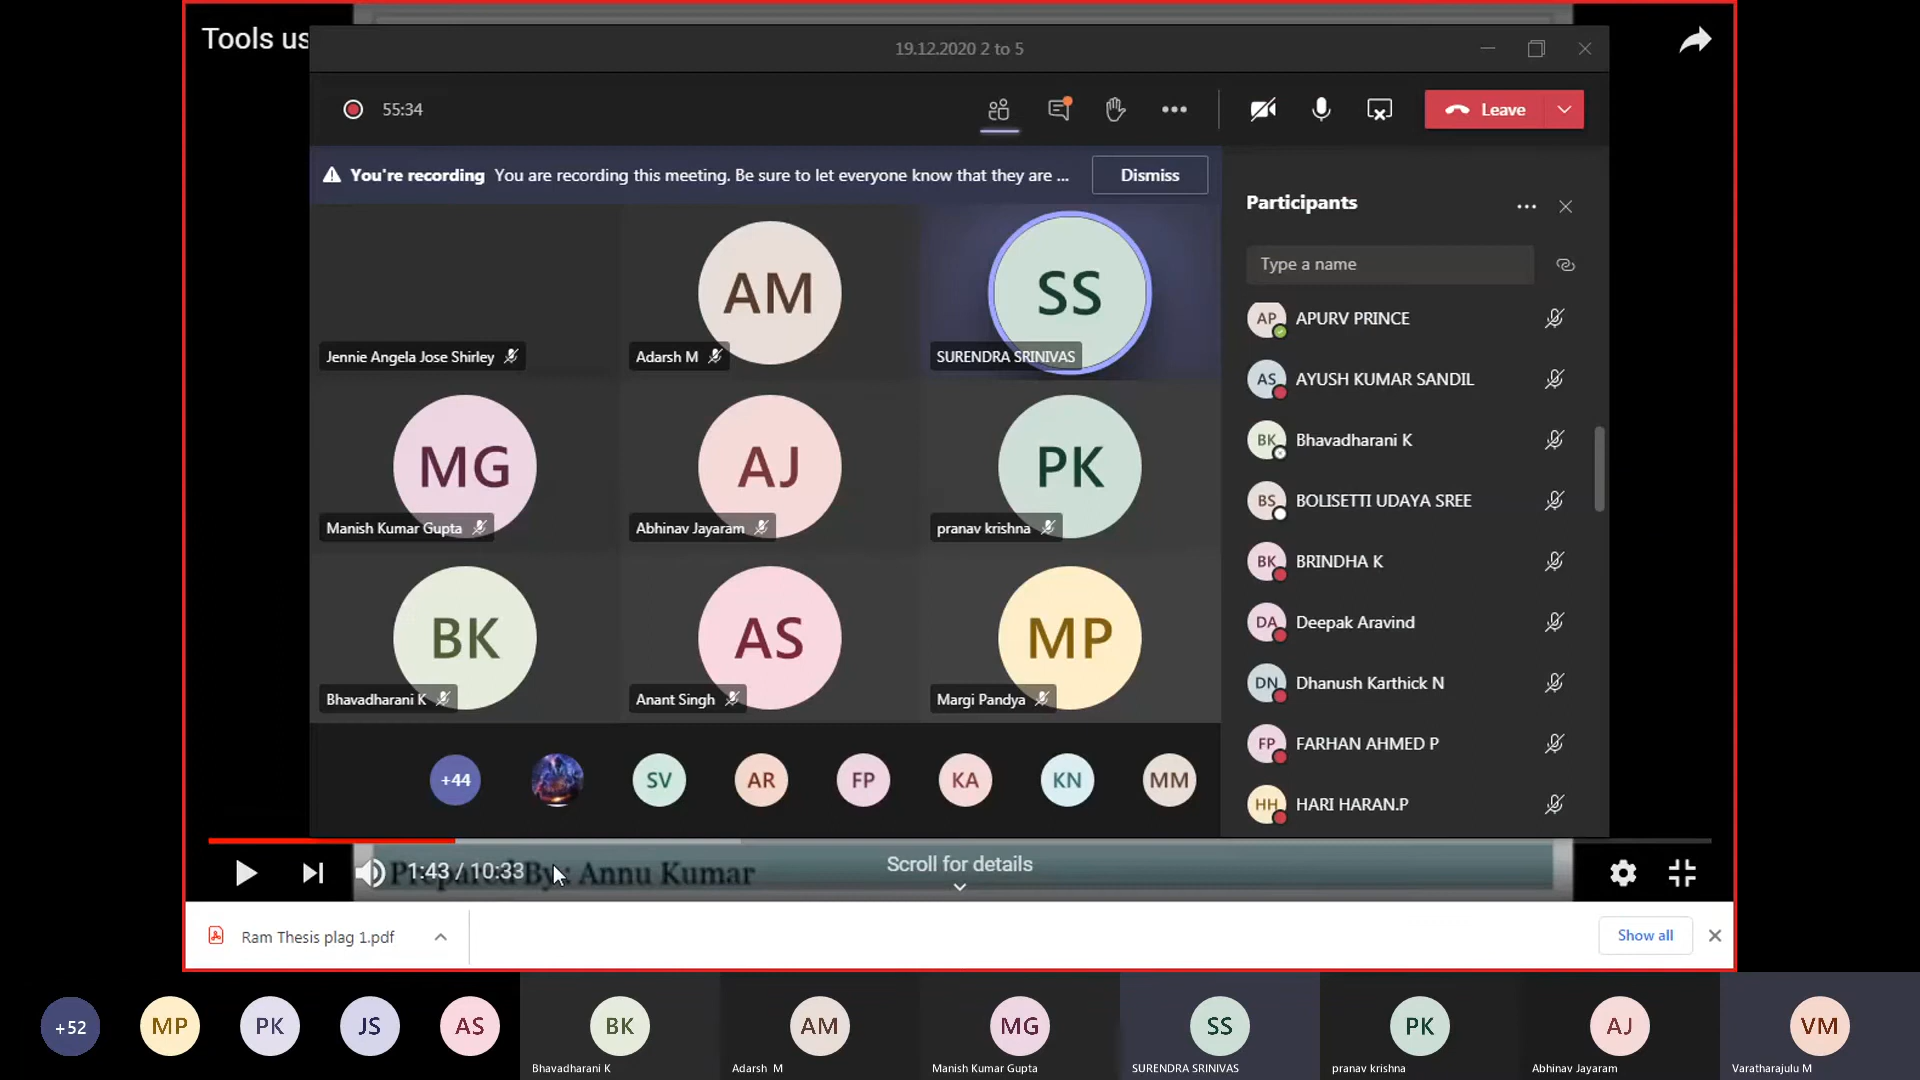 Tools us
19.12.2020 2 to 5
55:34
Leave
You're recording You are recording this meeting. Be sure to let everyone know that they are ...
Dismiss
Participants
Type a name
AM
SS
Jennie Angela Jose Shirley
Adarsh M
SURENDRA SRINIVAS
MG
AJ
PK
Manish Kumar Gupta
Abhinav Jayaram
pranav krishna
BK
AS
MP
Bhavadharani K
Anant Singh
Margi Pandya
+44
SV
AR
FP
KA
KN
MM
AP APURV PRINCE
AS AYUSH KUMAR SANDIL
BK Bhavadharani K
BS BOLISETTI UDAYA SREE
BK BRINDHA K
DA Deepak Aravind
DN Dhanush Karthick N
FP FARHAN AHMED P
HH HARI HARAN.P
1:43 / 10:33
Prepared By: Annu Kumar
Scroll for details
Ram Thesis plag 1.pdf
Show all
+52
MP
PK
JS
AS
BK
AM
MG
SS
PK
AJ
VM
Bhavadharani K
Adarsh M
Manish Kumar Gupta
SURENDRA SRINIVAS
pranav krishna
Abhinav Jayaram
Varatharajulu M